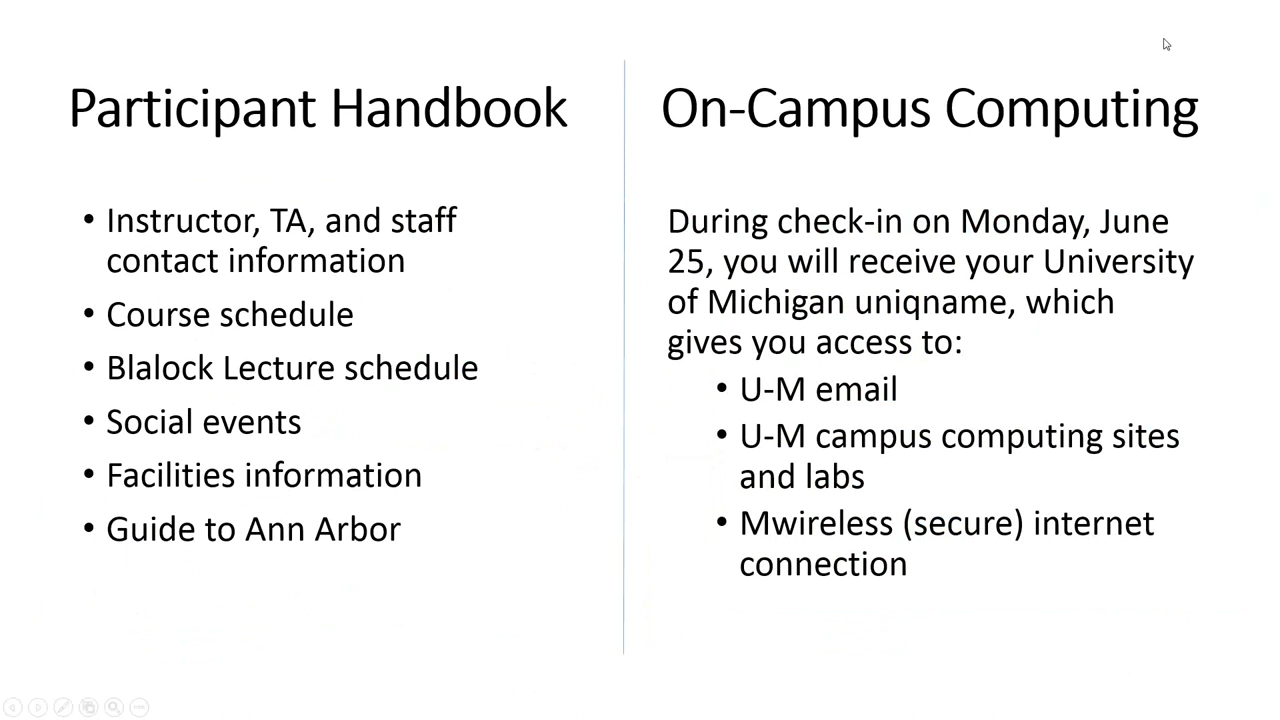 Participant Handbook
• Instructor, TA, and staff
contact information
• Course schedule
• Blalock Lecture schedule
• Social events
• Facilities information
• Guide to Ann Arbor
On-Campus Computing
During check-in on Monday, June
25, you will receive your University
of Michigan uniqname, which
gives you access to:
• U-M email
• U-M campus computing sites
and labs
• Mwireless (secure) internet
connection